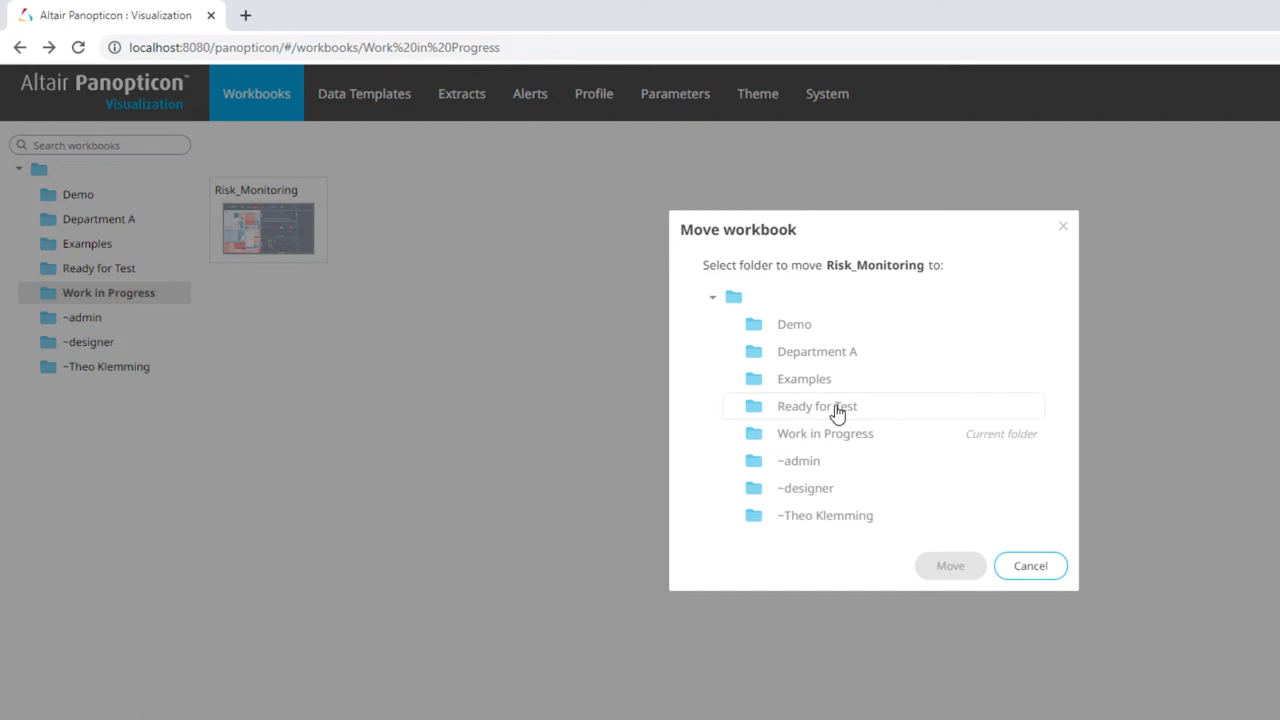 Altair Panopticon : Visualization
localhost:8080/panopticon/#/workbooks/Work%20in%20Progress
Altair Panopticon™
Visualization
Workbooks Data Templates Extracts Alerts Profile Parameters Theme System
Search workbooks
Demo
Department A
Examples
Ready for Test
Work in Progress
~admin
~designer
~Theo Klemming
Risk_Monitoring
Move workbook
Select folder to move Risk_Monitoring to:
Demo
Department A
Examples
Ready for Test
Work in Progress Current folder
~admin
~designer
~Theo Klemming
Move Cancel